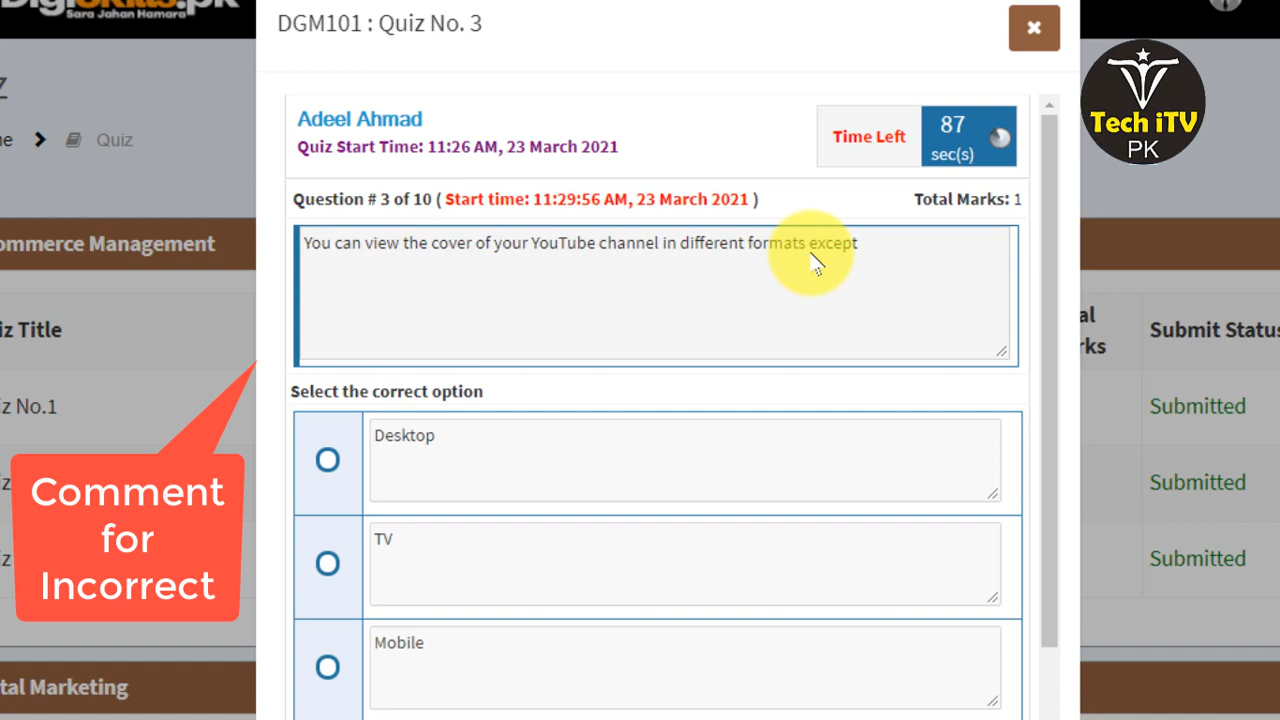 DigiSkills.pk
Sara Jahan Hamara
DGM101 : Quiz No. 3
Quiz
Tech iTV
PK
Adeel Ahmad
Quiz Start Time: 11:26 AM, 23 March 2021
Time Left
87
sec(s)
Question # 3 of 10 ( Start time: 11:29:56 AM, 23 March 2021 )
Total Marks: 1
You can view the cover of your YouTube channel in different formats except
ommerce Management
iz Title
al
rks
Submit Status
iz No.1
Submitted
Select the correct option
Desktop
Comment
for
Incorrect
iz
Submitted
TV
iz
Submitted
Mobile
tal Marketing